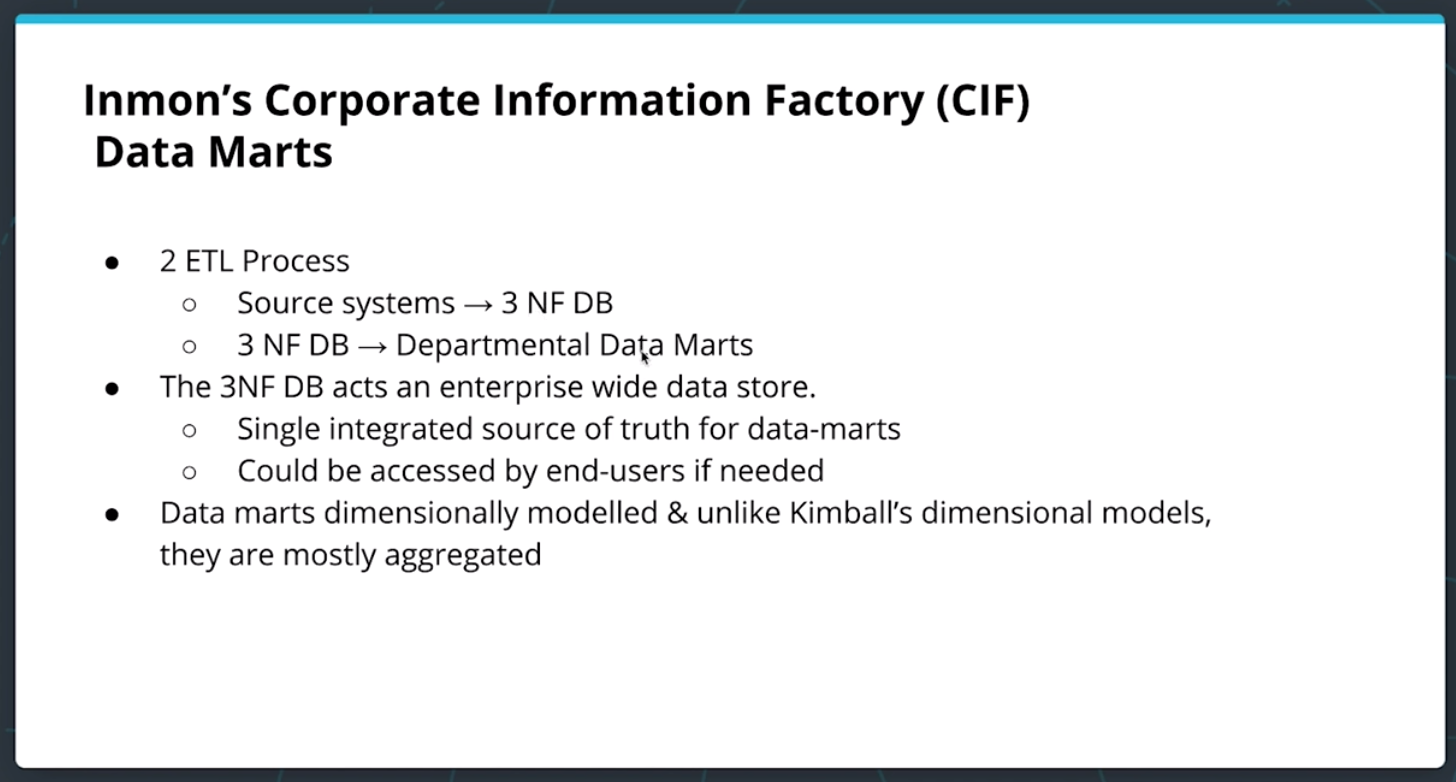 Inmon’s Corporate Information Factory (CIF)
Data Marts
● 2 ETL Process
○ Source systems → 3 NF DB
○ 3 NF DB → Departmental Data Marts
● The 3NF DB acts an enterprise wide data store.
○ Single integrated source of truth for data-marts
○ Could be accessed by end-users if needed
● Data marts dimensionally modelled & unlike Kimball’s dimensional models,
they are mostly aggregated